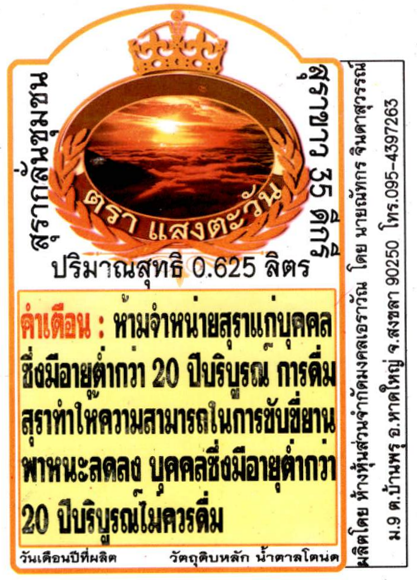 สุรากลั่นชุมชน
สุราขาว 35 ดีกรี
ตรา แสงตะวัน
ปริมาณสุทธิ 0.625 ลิตร
คำเตือน : ห้ามจำหน่ายสุราแก่บุคคล
ซึ่งมีอายุต่ำกว่า 20 ปีบริบูรณ์ การดื่ม
สุราทำให้ความสามารถในการขับขี่ยาน
พาหนะลดลง บุคคลซึ่งมีอายุต่ำกว่า
20 ปีบริบูรณ์ไม่ควรดื่ม
วันเดือนปีที่ผลิต วัตถุดิบหลัก น้ำตาลโตนด
ผลิตโดย ห้างหุ้นส่วนจำกัดมงคลเอราวัณ โดย นายณัทกร จินดาสุวรรณ์
ม.9 ต.บ้านพรุ อ.หาดใหญ่ จ.สงขลา 90250 โทร.095-4397263